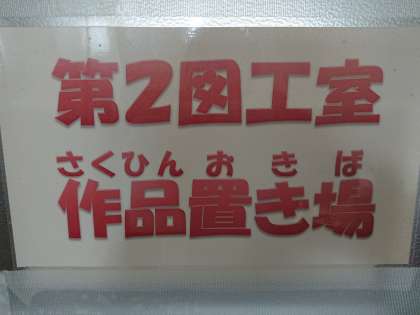 第2図工室
さくひん お き ば
作品置き場